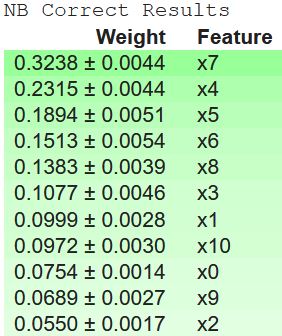 NB Correct Results
Weight Feature
0.3238 ± 0.0044 x7
0.2315 ± 0.0044 x4
0.1894 ± 0.0051 x5
0.1513 ± 0.0054 x6
0.1383 ± 0.0039 x8
0.1077 ± 0.0046 x3
0.0999 ± 0.0028 x1
0.0972 ± 0.0030 x10
0.0754 ± 0.0014 x0
0.0689 ± 0.0027 x9
0.0550 ± 0.0017 x2